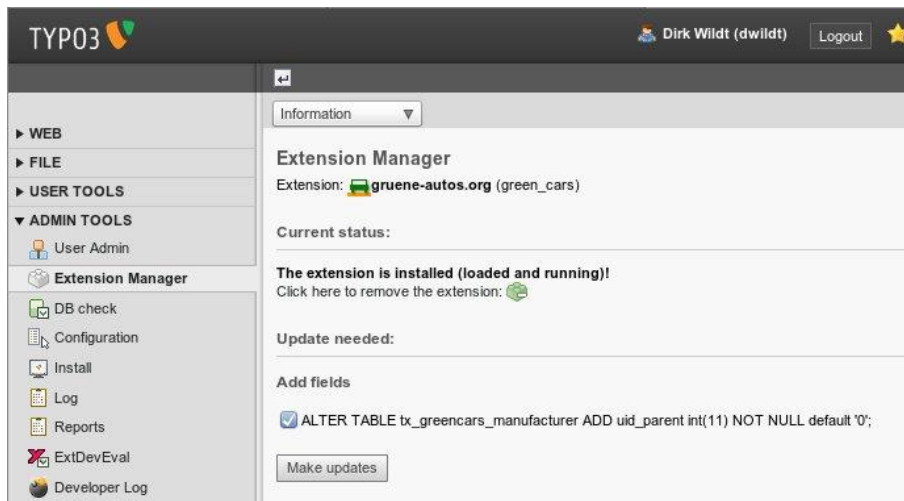 TYPO3
Dirk Wildt (dwildt)
Logout
Information
WEB
FILE
USER TOOLS
ADMIN TOOLS
User Admin
Extension Manager
DB check
Configuration
Install
Log
Reports
ExtDevEval
Developer Log
Extension Manager
Extension: gruene-autos.org (green_cars)
Current status:
The extension is installed (loaded and running)!
Click here to remove the extension:
Update needed:
Add fields
ALTER TABLE tx_greencars_manufacturer ADD uid_parent int(11) NOT NULL default '0';
Make updates